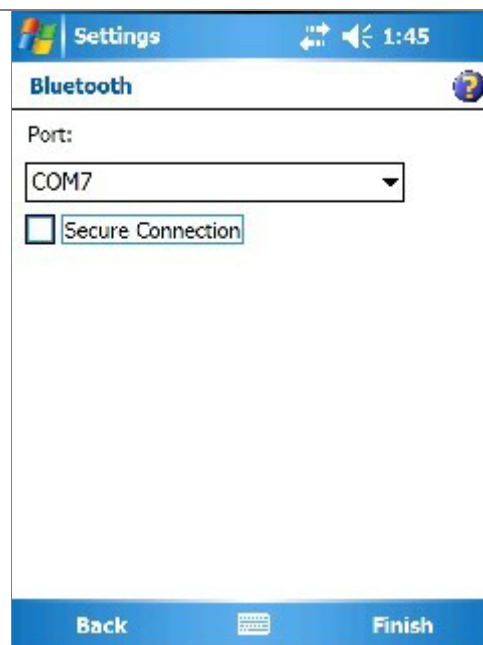 Settings 1:45
Bluetooth
Port:
COM7
Secure Connection
Back Finish